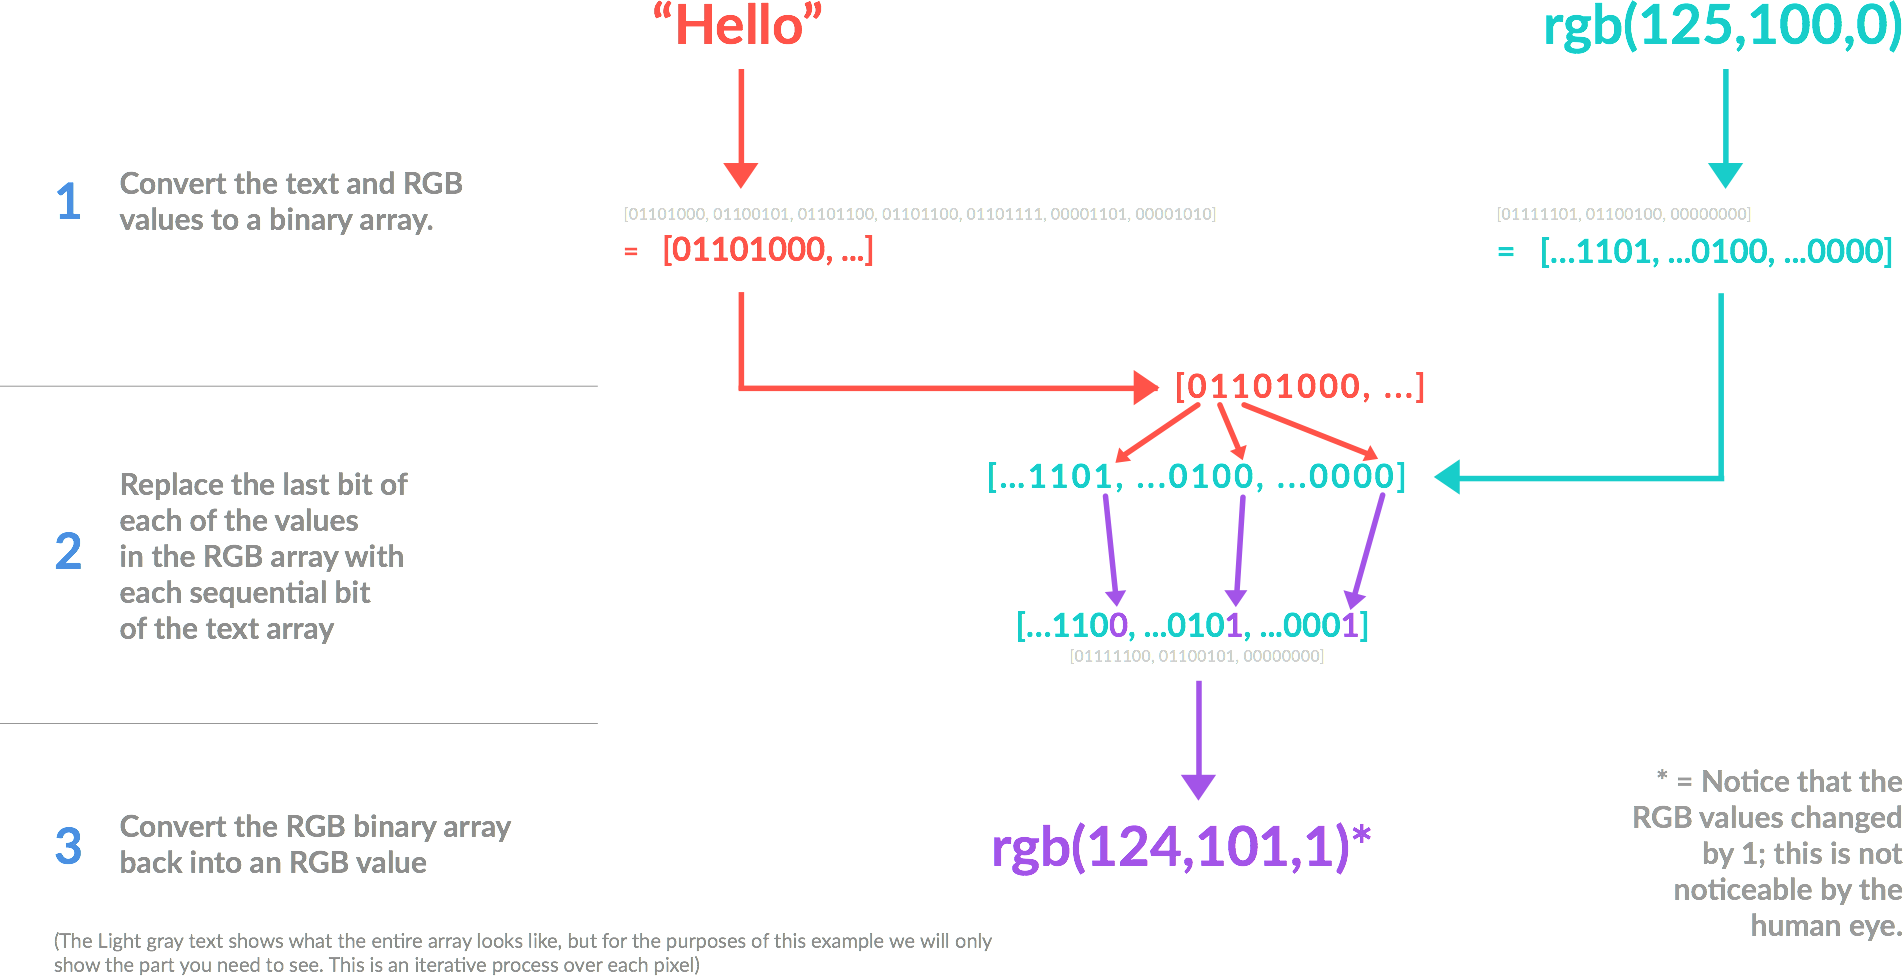 “Hello”
rgb(125,100,0)
1
Convert the text and RGB
values to a binary array.
[01101000, 01100101, 01101100, 01101100, 01101111, 00001101, 00001010]
= [01101000, ...]
[01111101, 01100100, 00000000]
= [...1101, ...0100, ...0000]
[01101000, ...]
[...1101, ...0100, ...0000]
2
Replace the last bit of
each of the values
in the RGB array with
each sequential bit
of the text array
[...1100, ...0101, ...0001]
[01111100, 01100101, 00000000]
3
Convert the RGB binary array
back into an RGB value
rgb(124,101,1)*
* = Notice that the
RGB values changed
by 1; this is not
noticeable by the
human eye.
(The Light gray text shows what the entire array looks like, but for the purposes of this example we will only
show the part you need to see. This is an iterative process over each pixel)